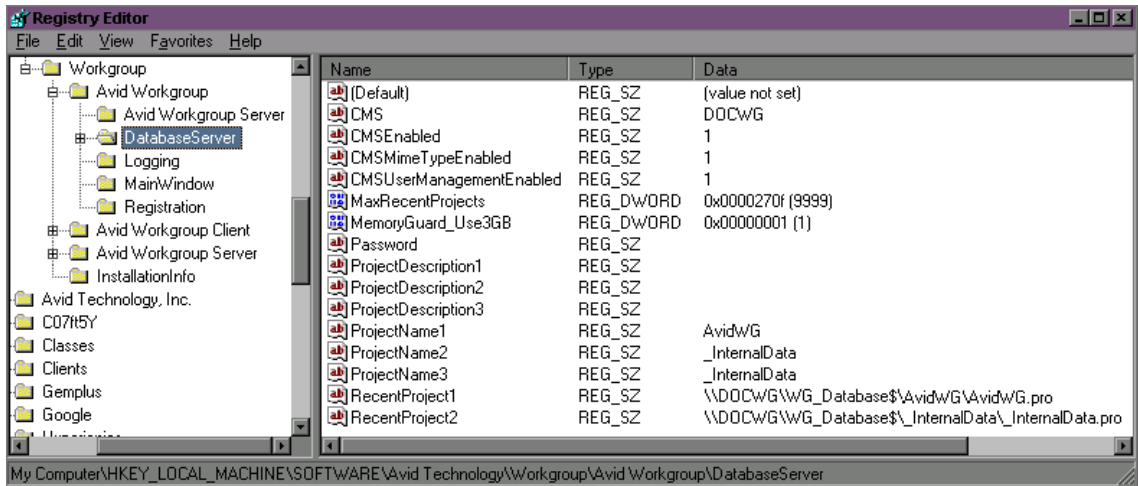 Registry Editor
File Edit View Favorites Help
Workgroup
Avid Workgroup
Avid Workgroup Server
DatabaseServer
Logging
MainWindow
Registration
Avid Workgroup Client
Avid Workgroup Server
InstallationInfo
Avid Technology, Inc.
C07ft5Y
Classes
Clients
Gemplus
Google
Name Type Data
(Default) REG_SZ (value not set)
CMS REG_SZ DOCWG
CMSEnabled REG_SZ 1
CMSMimeTypeEnabled REG_SZ 1
CMSUserManagementEnabled REG_SZ 1
MaxRecentProjects REG_DWORD 0x0000270f (9999)
MemoryGuard_Use3GB REG_DWORD 0x00000001 (1)
Password REG_SZ
ProjectDescription1 REG_SZ
ProjectDescription2 REG_SZ
ProjectDescription3 REG_SZ
ProjectName1 REG_SZ AvidWG
ProjectName2 REG_SZ _InternalData
ProjectName3 REG_SZ _InternalData
RecentProject1 REG_SZ \\DOCWG\WG_Database$\AvidWG\AvidWG.pro
RecentProject2 REG_SZ \\DOCWG\WG_Database$\_InternalData\_InternalData.pro
My Computer\HKEY_LOCAL_MACHINE\SOFTWARE\Avid Technology\Workgroup\Avid Workgroup\DatabaseServer